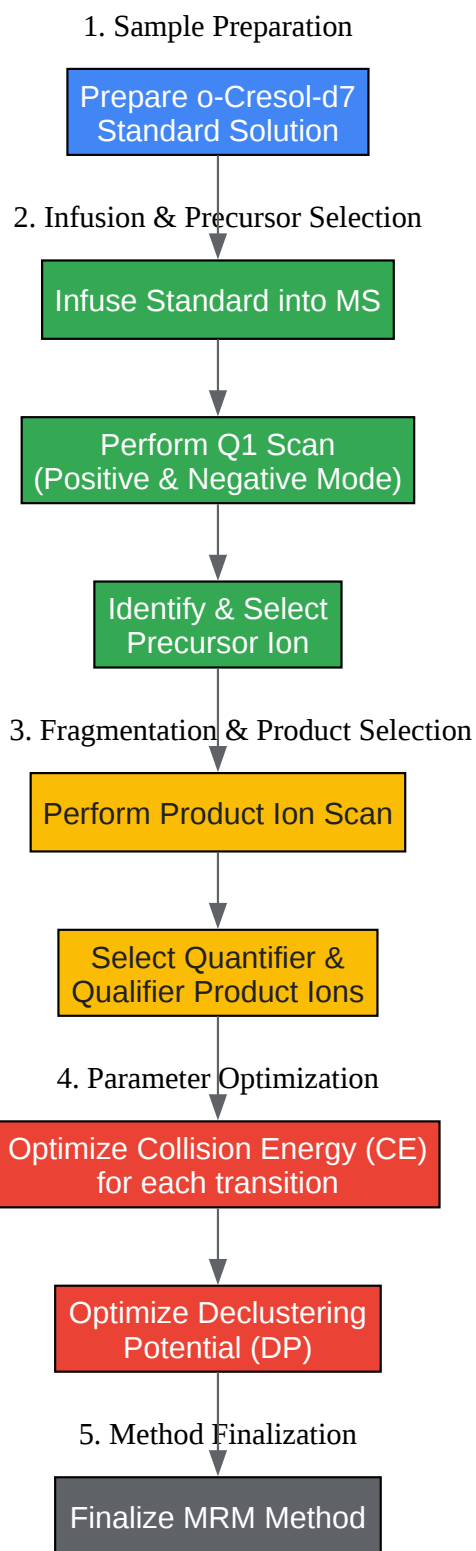 1. Sample Preparation
Prepare o-Cresol-d7
Standard Solution
2. Infusion & Precursor Selection
Infuse Standard into MS
Perform Q1 Scan
(Positive & Negative Mode)
Identify & Select
Precursor Ion
3. Fragmentation & Product Selection
Perform Product Ion Scan
Select Quantifier &
Qualifier Product Ions
4. Parameter Optimization
Optimize Collision Energy (CE)
for each transition
Optimize Declustering
Potential (DP)
5. Method Finalization
Finalize MRM Method